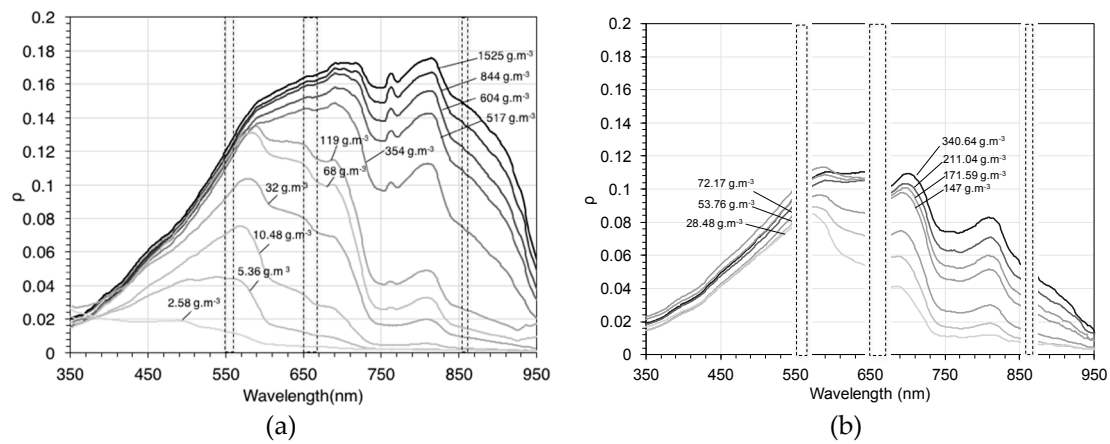 0.2
0.18
0.16
0.14
0.12
0.1
0.08
0.06
0.04
0.02
0
ρ
1525 g.m-³
844 g.m-³
604 g.m-³
517 g.m-³
119 g.m-³
354 g.m-³
68 g.m-³
32 g.m-³
10.48 g.m-³
5.36 g.m-³
2.58 g.m-³
350 450 550 650 750 850 950
Wavelength(nm)
(a)
0.2
0.18
0.16
0.14
0.12
0.1
0.08
0.06
0.04
0.02
0
ρ
340.64 g.m-³
211.04 g.m-³
171.59 g.m-³
147 g.m-³
72.17 g.m-³
53.76 g.m-³
28.48 g.m-³
350 450 550 650 750 850 950
Wavelength (nm)
(b)